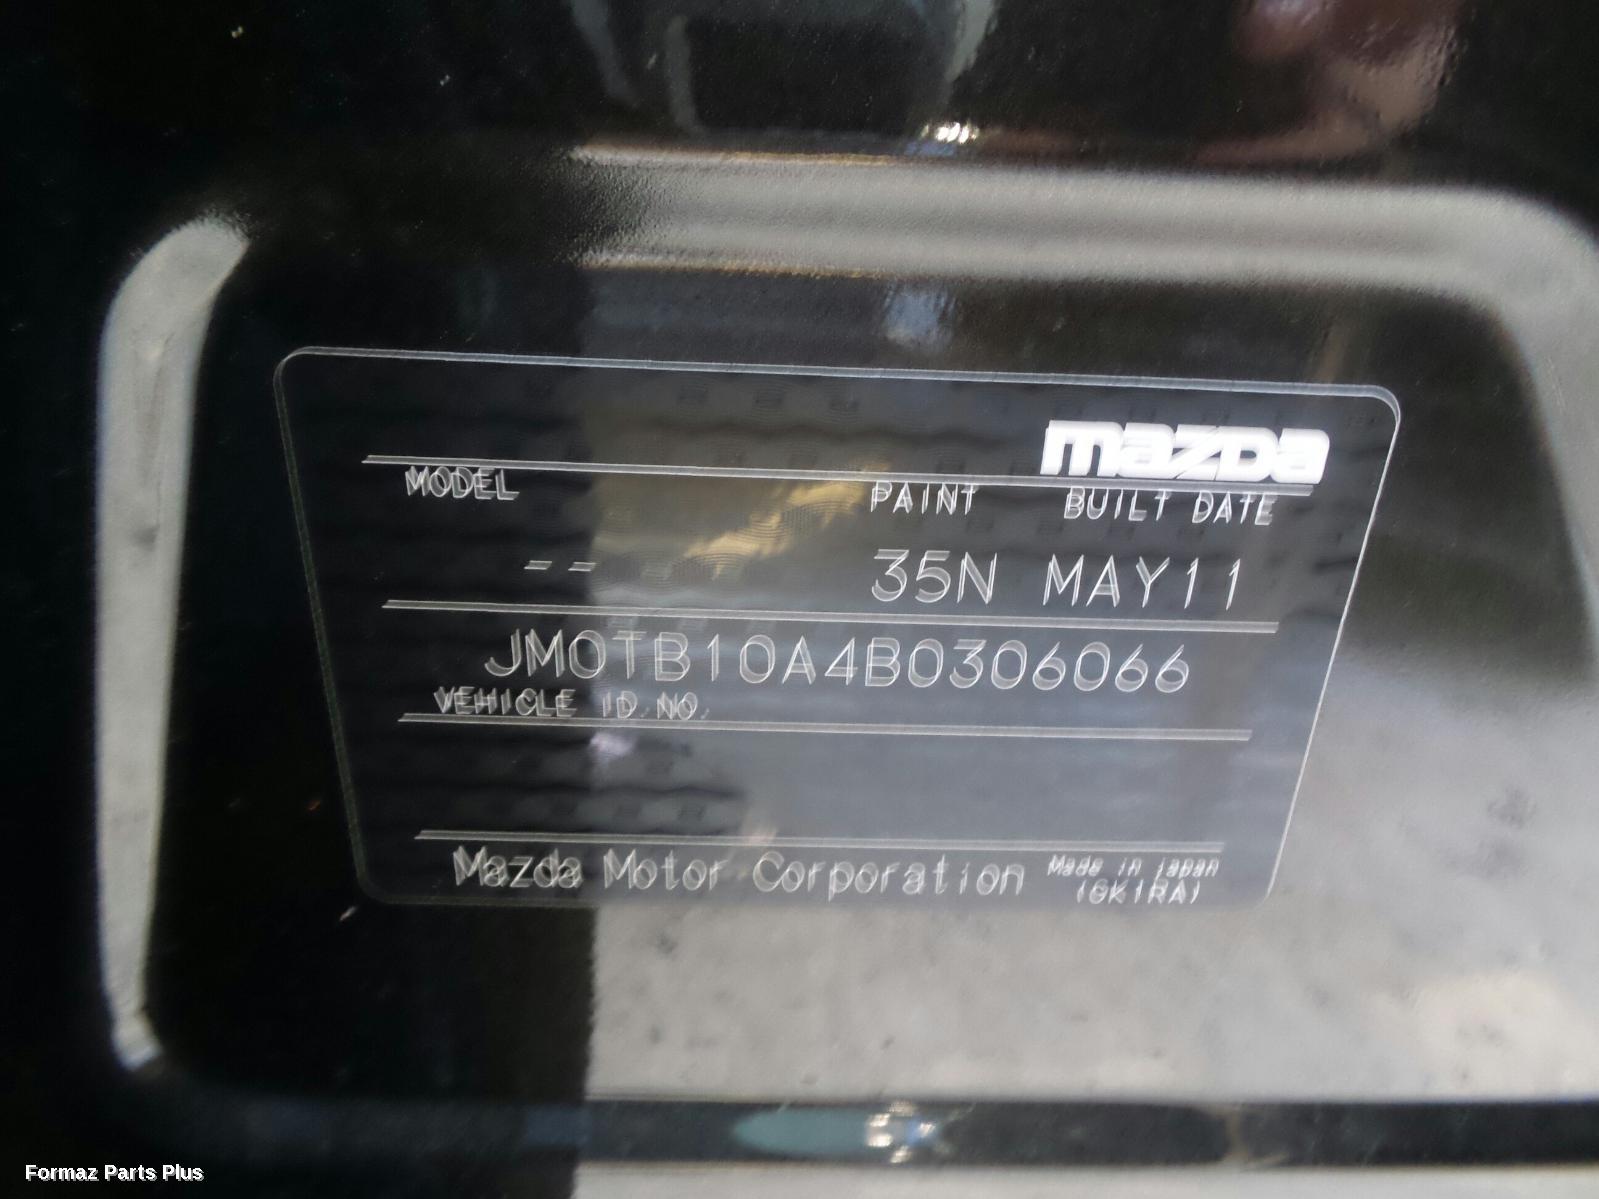 mazda
MODEL PAINT BUILT DATE
-- 35N MAY11
JM0TB10A4B0306066
VEHICLE ID.NO.
Mazda Motor Corporation Made in japan
(GK1RA)
Formaz Parts Plus